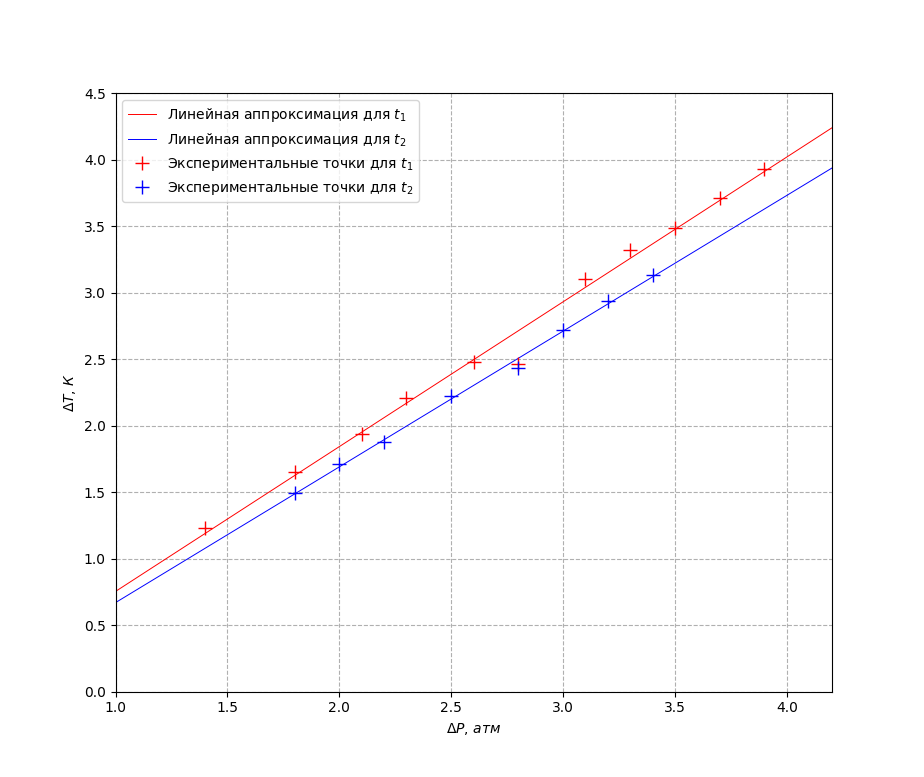 4.5
4.0
3.5
3.0
2.5
2.0
1.5
1.0
0.5
0.0
ΔT, K
Линейная аппроксимация для t₁
Линейная аппроксимация для t₂
Экспериментальные точки для t₁
Экспериментальные точки для t₂
1.0 1.5 2.0 2.5 3.0 3.5 4.0
ΔP, атм